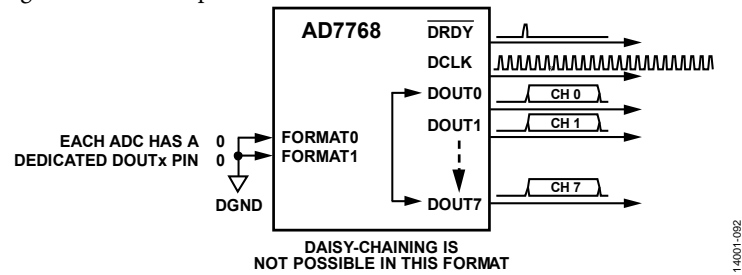 AD7768
DRDY
DCLK
DOUT0
CH 0
DOUT1
CH 1
EACH ADC HAS A 0
DEDICATED DOUTx PIN 0
FORMAT0
FORMAT1
DGND
DOUT7
CH 7
DAISY-CHAINING IS
NOT POSSIBLE IN THIS FORMAT
14001-092